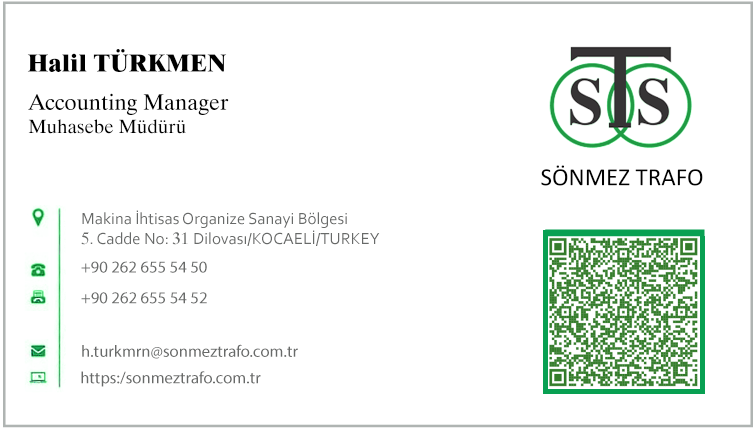 Halil TÜRKMEN
Accounting Manager
Muhasebe Müdürü
STS
SÖNMEZ TRAFO
Makina İhtisas Organize Sanayi Bölgesi
5. Cadde No: 31 Dilovası/KOCAELİ/TURKEY
+90 262 655 54 50
+90 262 655 54 52
h.turkmrn@sonmeztrafo.com.tr
https:/sonmeztrafo.com.tr